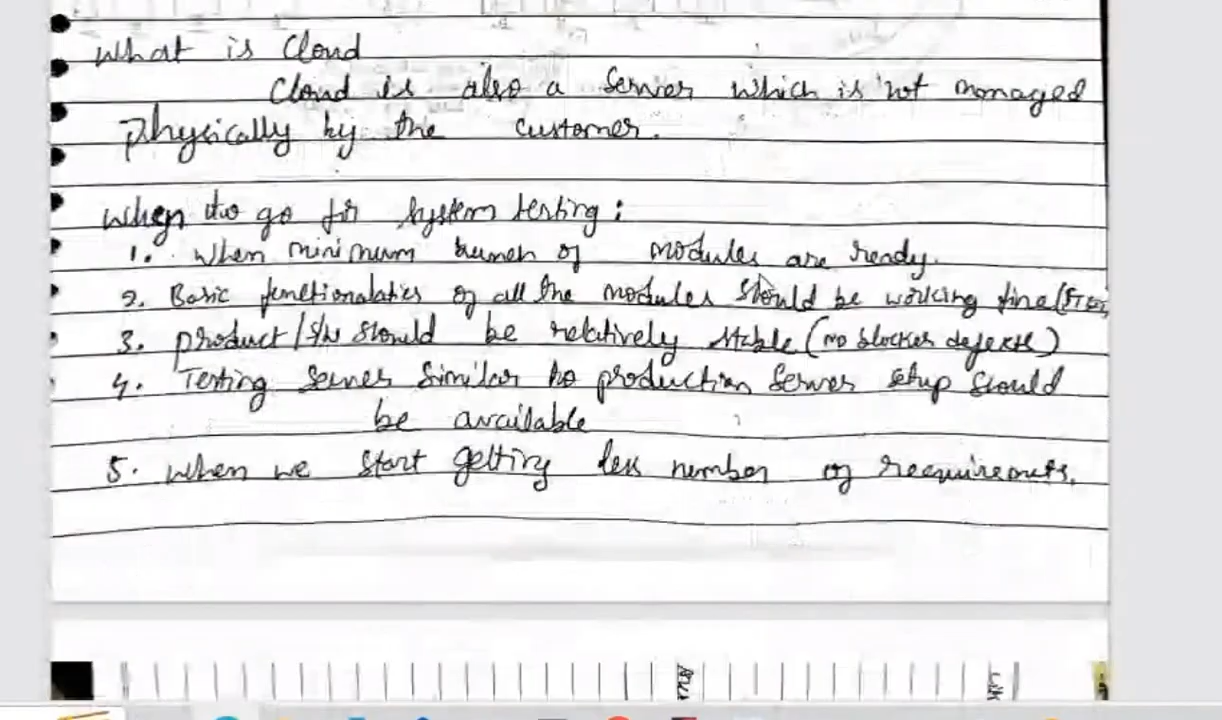 What is Cloud
Cloud is also a Server which is not managed
physically by the customer.
When to go for System testing :
1. When minimum bunch of modules are ready.
2. Basic functionalaties of all the modules should be working fine (
3. product/s/w should be relatively stable (no blocker defects)
4. Testing server similar to production server setup should
be available
5. When we start getting less number of reequirements.